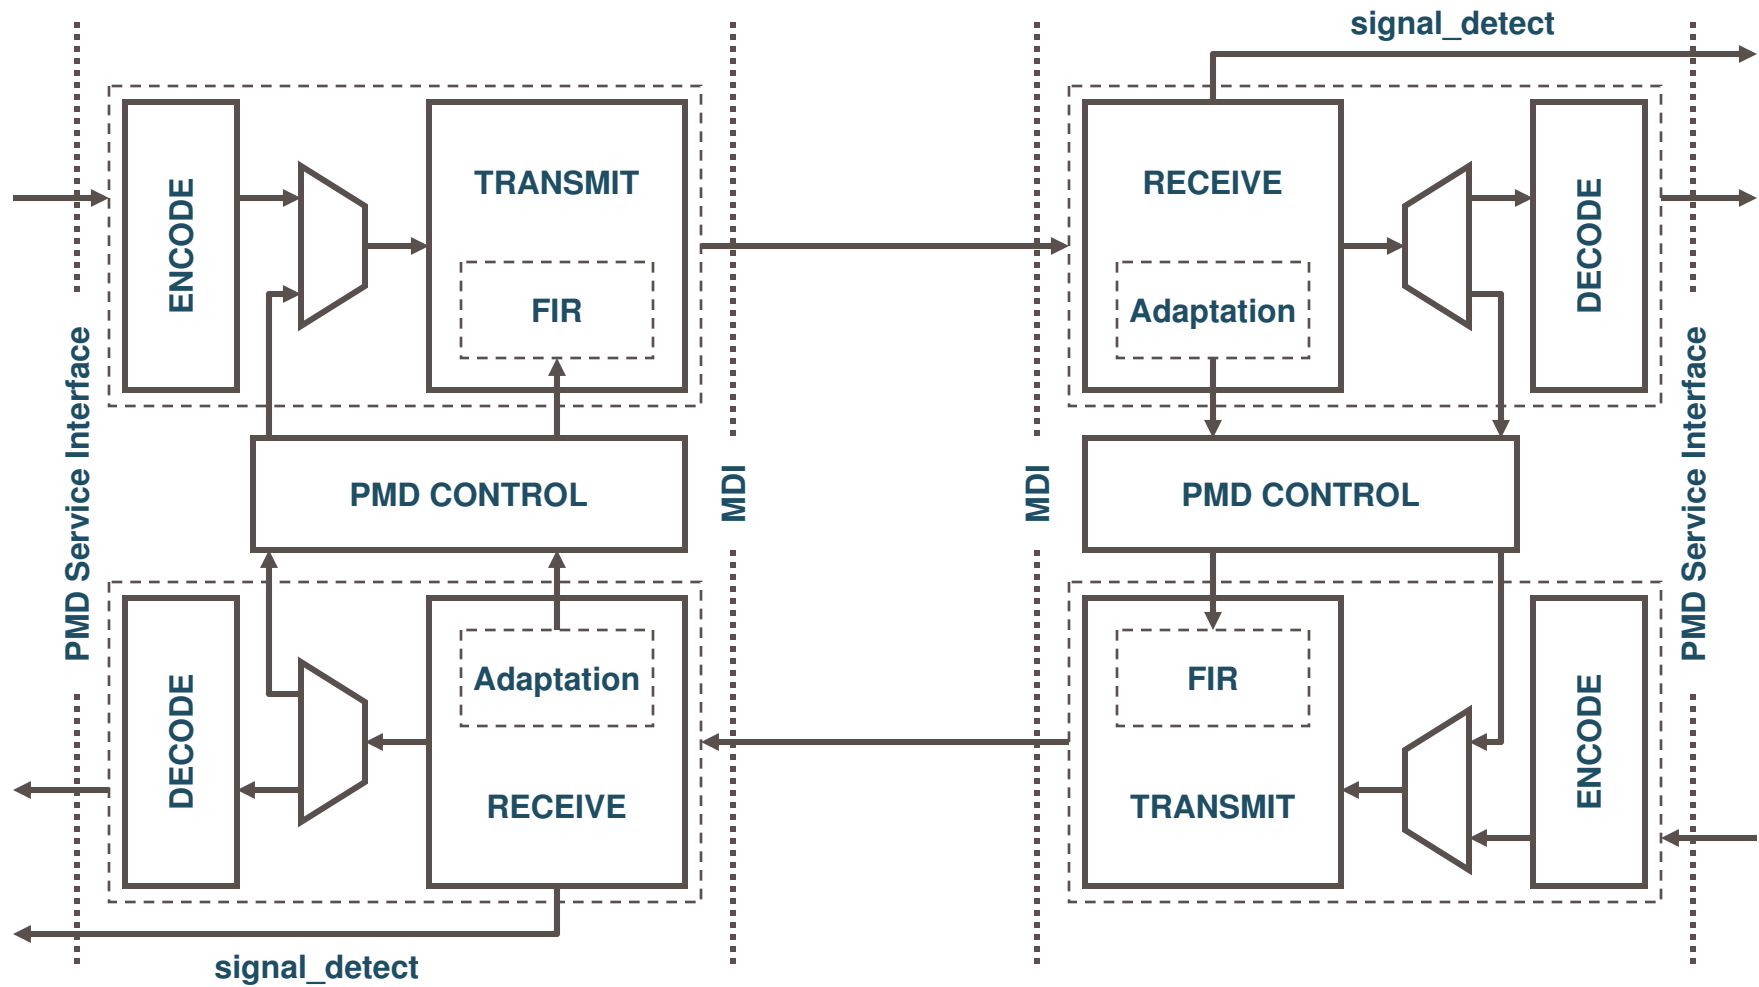 signal_detect
ENCODE
TRANSMIT
FIR
RECEIVE
Adaptation
DECODE
PMD Service Interface
PMD CONTROL
MDI
MDI
PMD CONTROL
PMD Service Interface
DECODE
Adaptation
RECEIVE
FIR
TRANSMIT
ENCODE
signal_detect